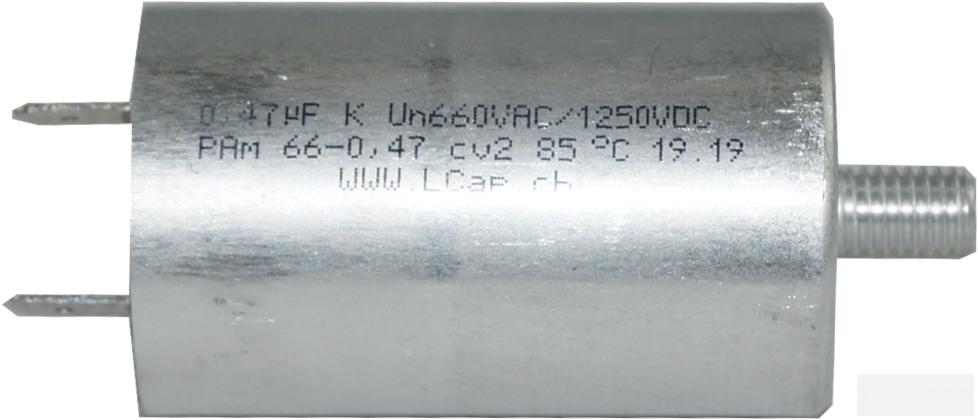 0,47µF K Un660VAC/1250VDC
PAm 66-0,47 cv2 85 °C 19.19
WWW.LCap.ch